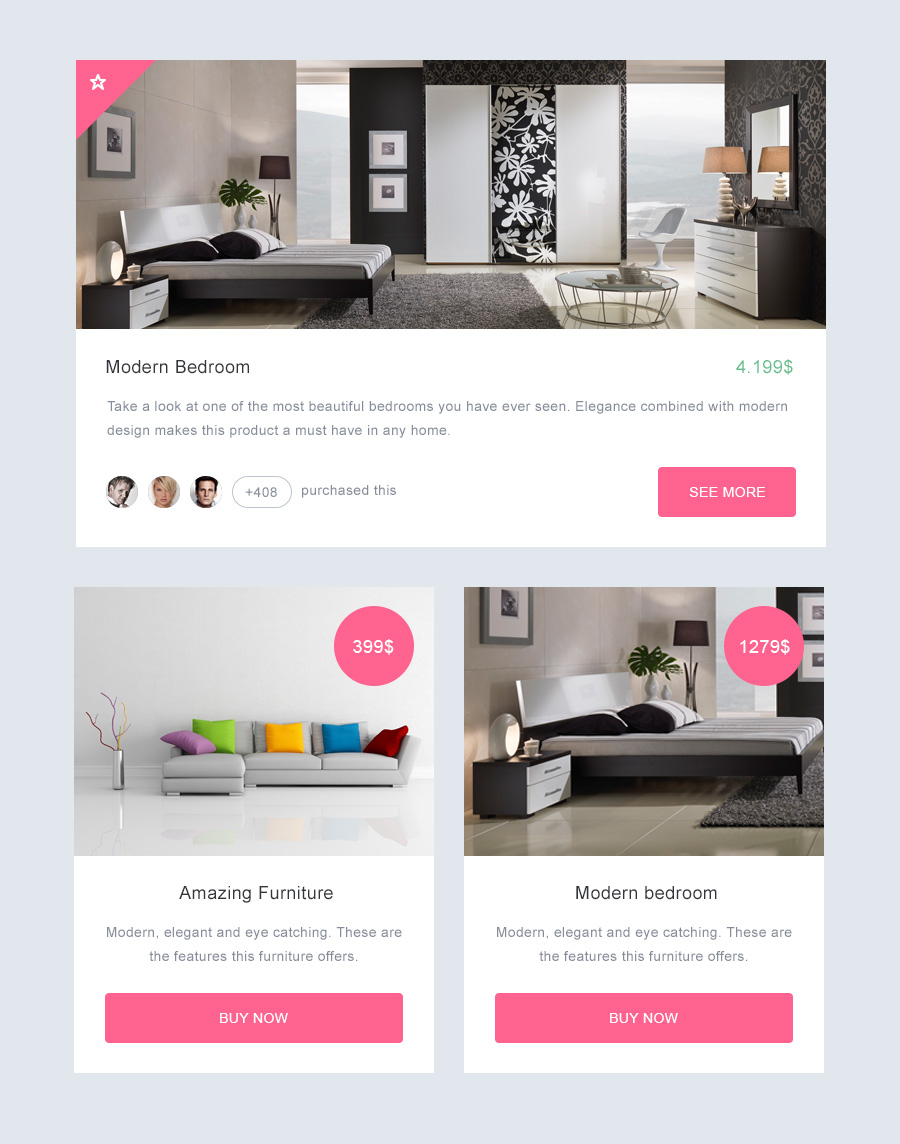 Modern Bedroom
4.199$
Take a look at one of the most beautiful bedrooms you have ever seen. Elegance combined with modern
design makes this product a must have in any home.
+408 purchased this
SEE MORE
399$
Amazing Furniture
Modern, elegant and eye catching. These are
the features this furniture offers.
BUY NOW
1279$
Modern bedroom
Modern, elegant and eye catching. These are
the features this furniture offers.
BUY NOW